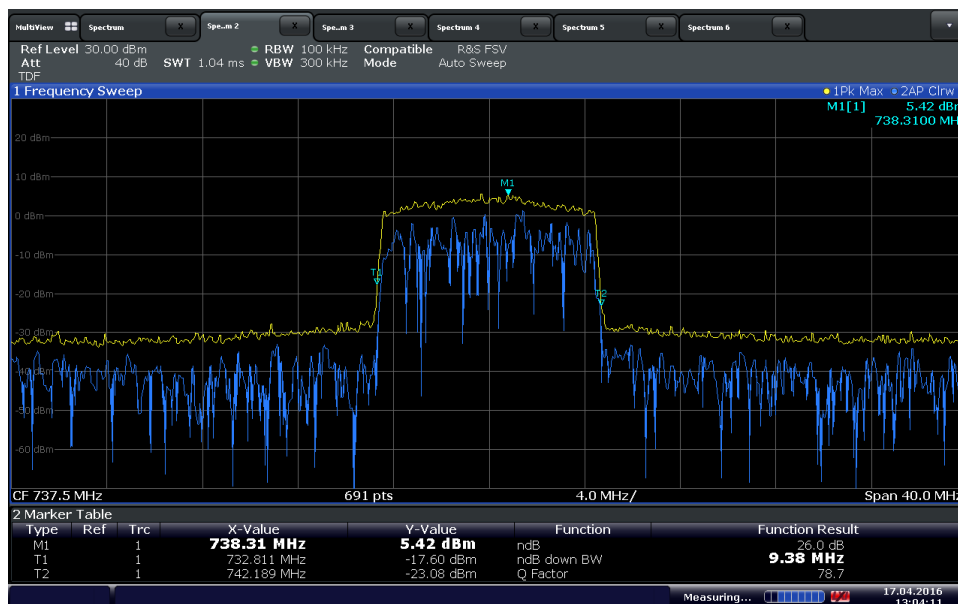 MultiView Spectrum X Spe...m 2 X Spe...m 3 X Spectrum 4 X Spectrum 5 X Spectrum 6 X
Ref Level 30.00 dBm RBW 100 kHz Compatible R&S FSV
Att 40 dB SWT 1.04 ms VBW 300 kHz Mode Auto Sweep
TDF
1 Frequency Sweep 1Pk Max 2AP Clrw
M1[1] 5.42 dBm
738.3100 MH
20 dBm
10 dBm
M1
0 dBm
-10 dBm
T1
-20 dBm
T2
-30 dBm
-40 dBm
-50 dBm
-60 dBm
CF 737.5 MHz 691 pts 4.0 MHz/ Span 40.0 MHz
2 Marker Table
Type Ref Trc X-Value Y-Value Function Function Result
M1 1 738.31 MHz 5.42 dBm ndB 26.0 dB
T1 1 732.811 MHz -17.60 dBm ndB down BW 9.38 MHz
T2 1 742.189 MHz -23.08 dBm Q Factor 78.7
Measuring... 17.04.2016
13:04:11